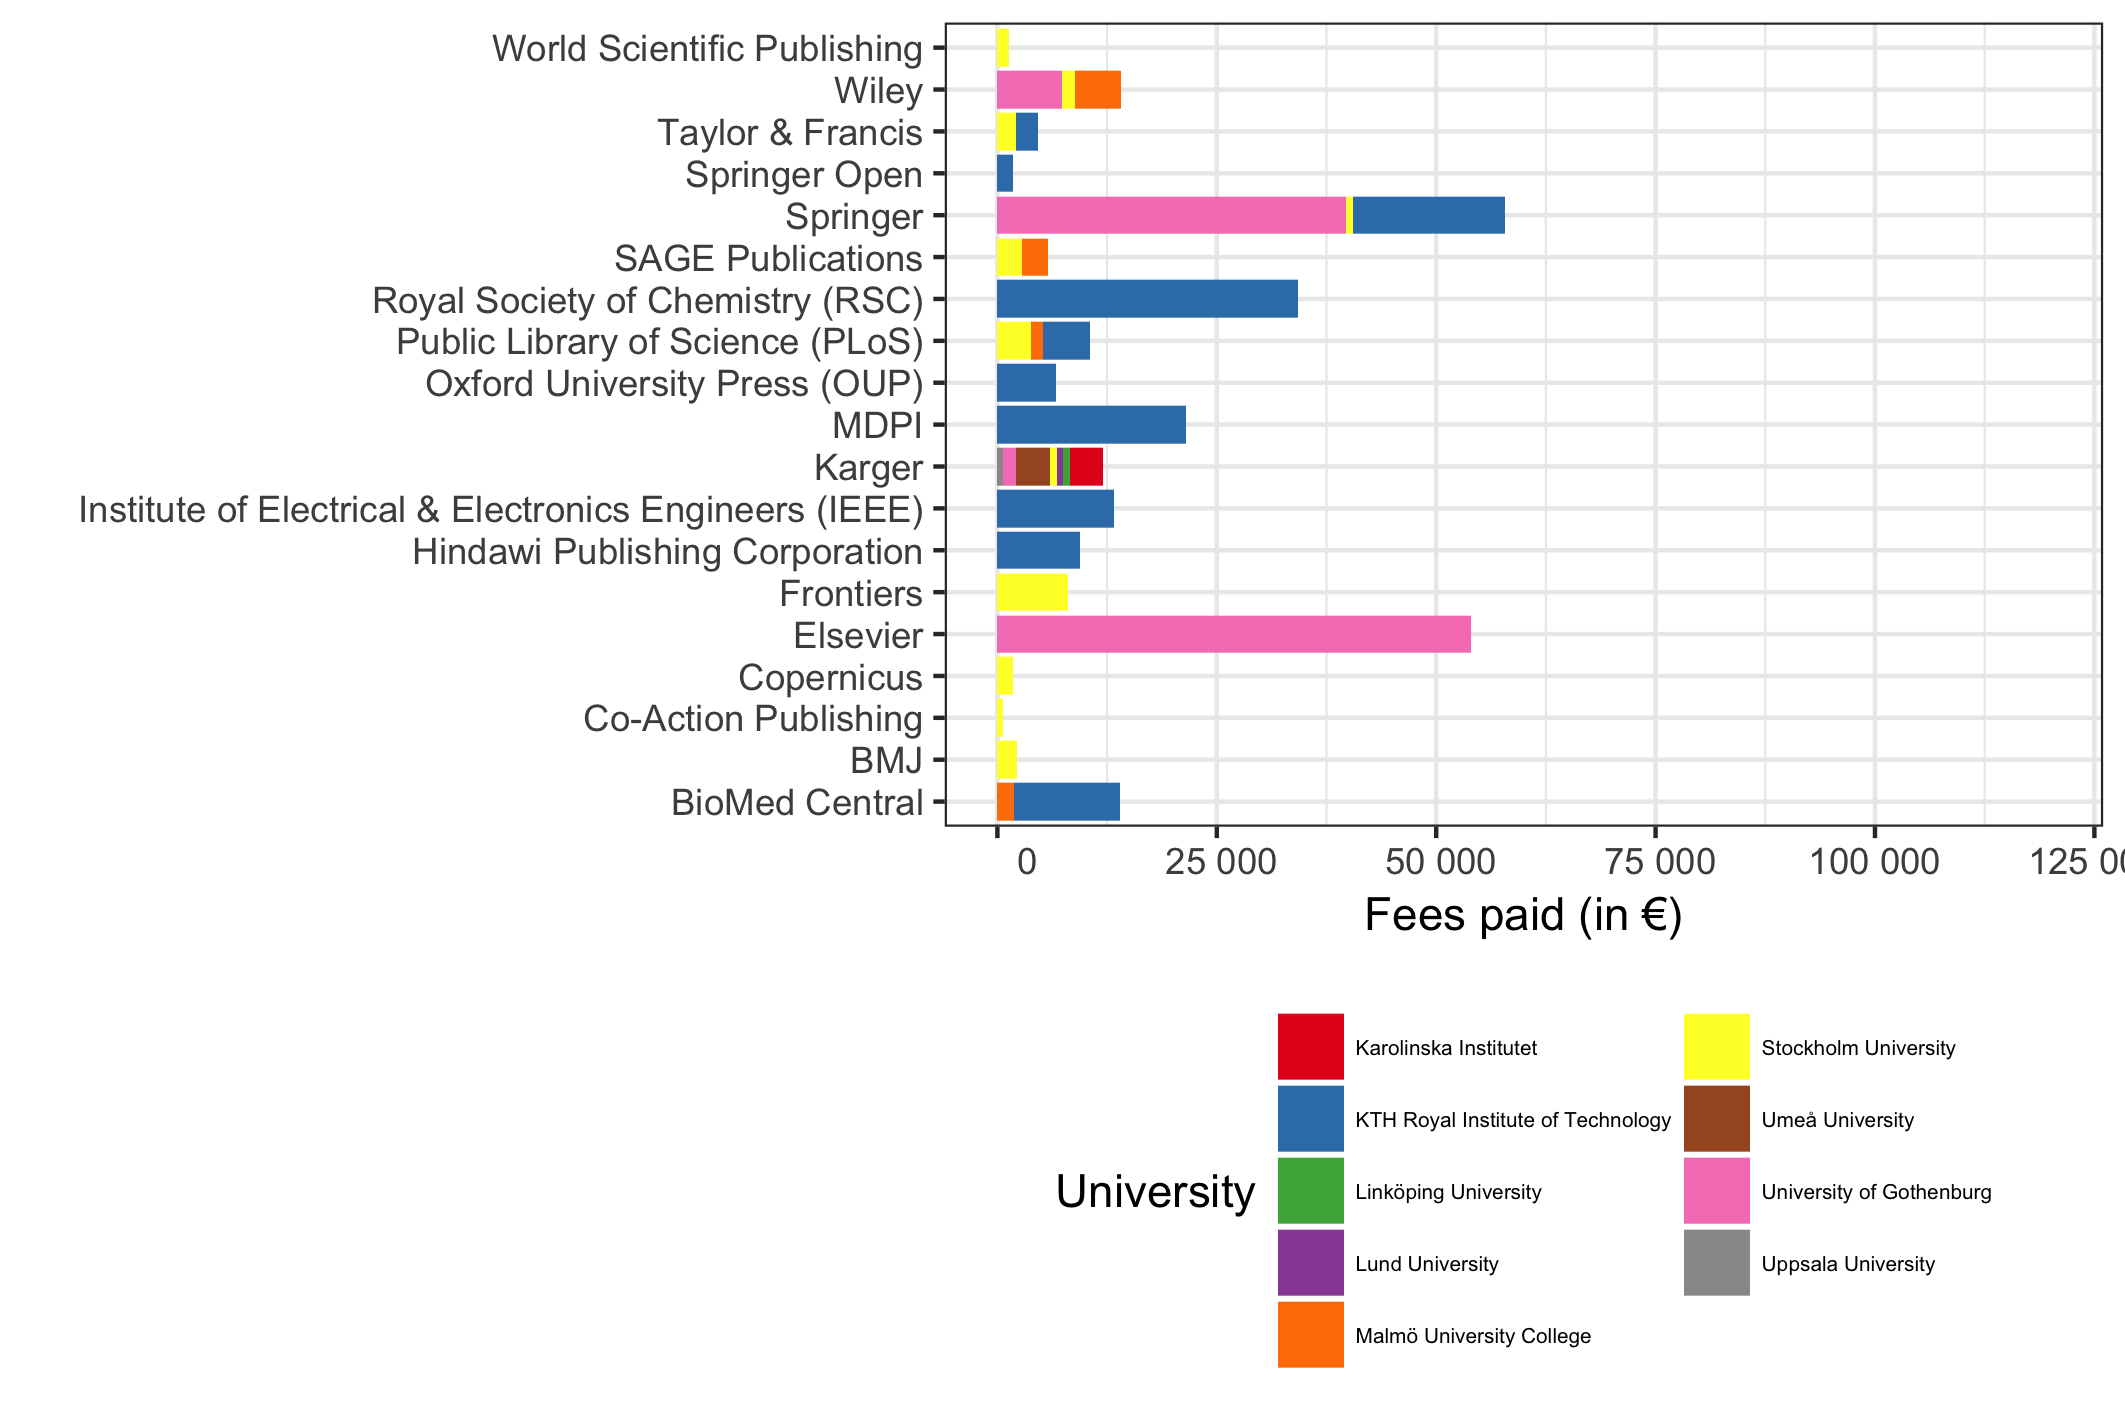 World Scientific Publishing
Wiley
Taylor & Francis
Springer Open
Springer
SAGE Publications
Royal Society of Chemistry (RSC)
Public Library of Science (PLoS)
Oxford University Press (OUP)
MDPI
Karger
Institute of Electrical & Electronics Engineers (IEEE)
Hindawi Publishing Corporation
Frontiers
Elsevier
Copernicus
Co-Action Publishing
BMJ
BioMed Central
0 25 000 50 000 75 000 100 000 125
Fees paid (in €)
University
Karolinska Institutet
KTH Royal Institute of Technology
Linköping University
Lund University
Malmö University College
Stockholm University
Umeå University
University of Gothenburg
Uppsala University